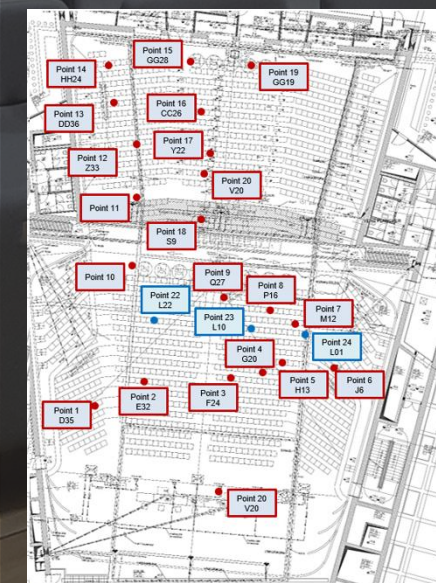 Point 15
GG28
Point 14
HH24
Point 19
GG19
Point 13
DD36
Point 16
CC26
Point 17
Y22
Point 12
Z33
Point 20
V20
Point 11
Point 18
S9
Point 10
Point 9
Q27
Point 8
P16
Point 22
L22
Point 23
L10
Point 7
M12
Point 24
L01
Point 4
G20
Point 5
H13
Point 6
J6
Point 3
F24
Point 2
E32
Point 1
D35
Point 20
V20